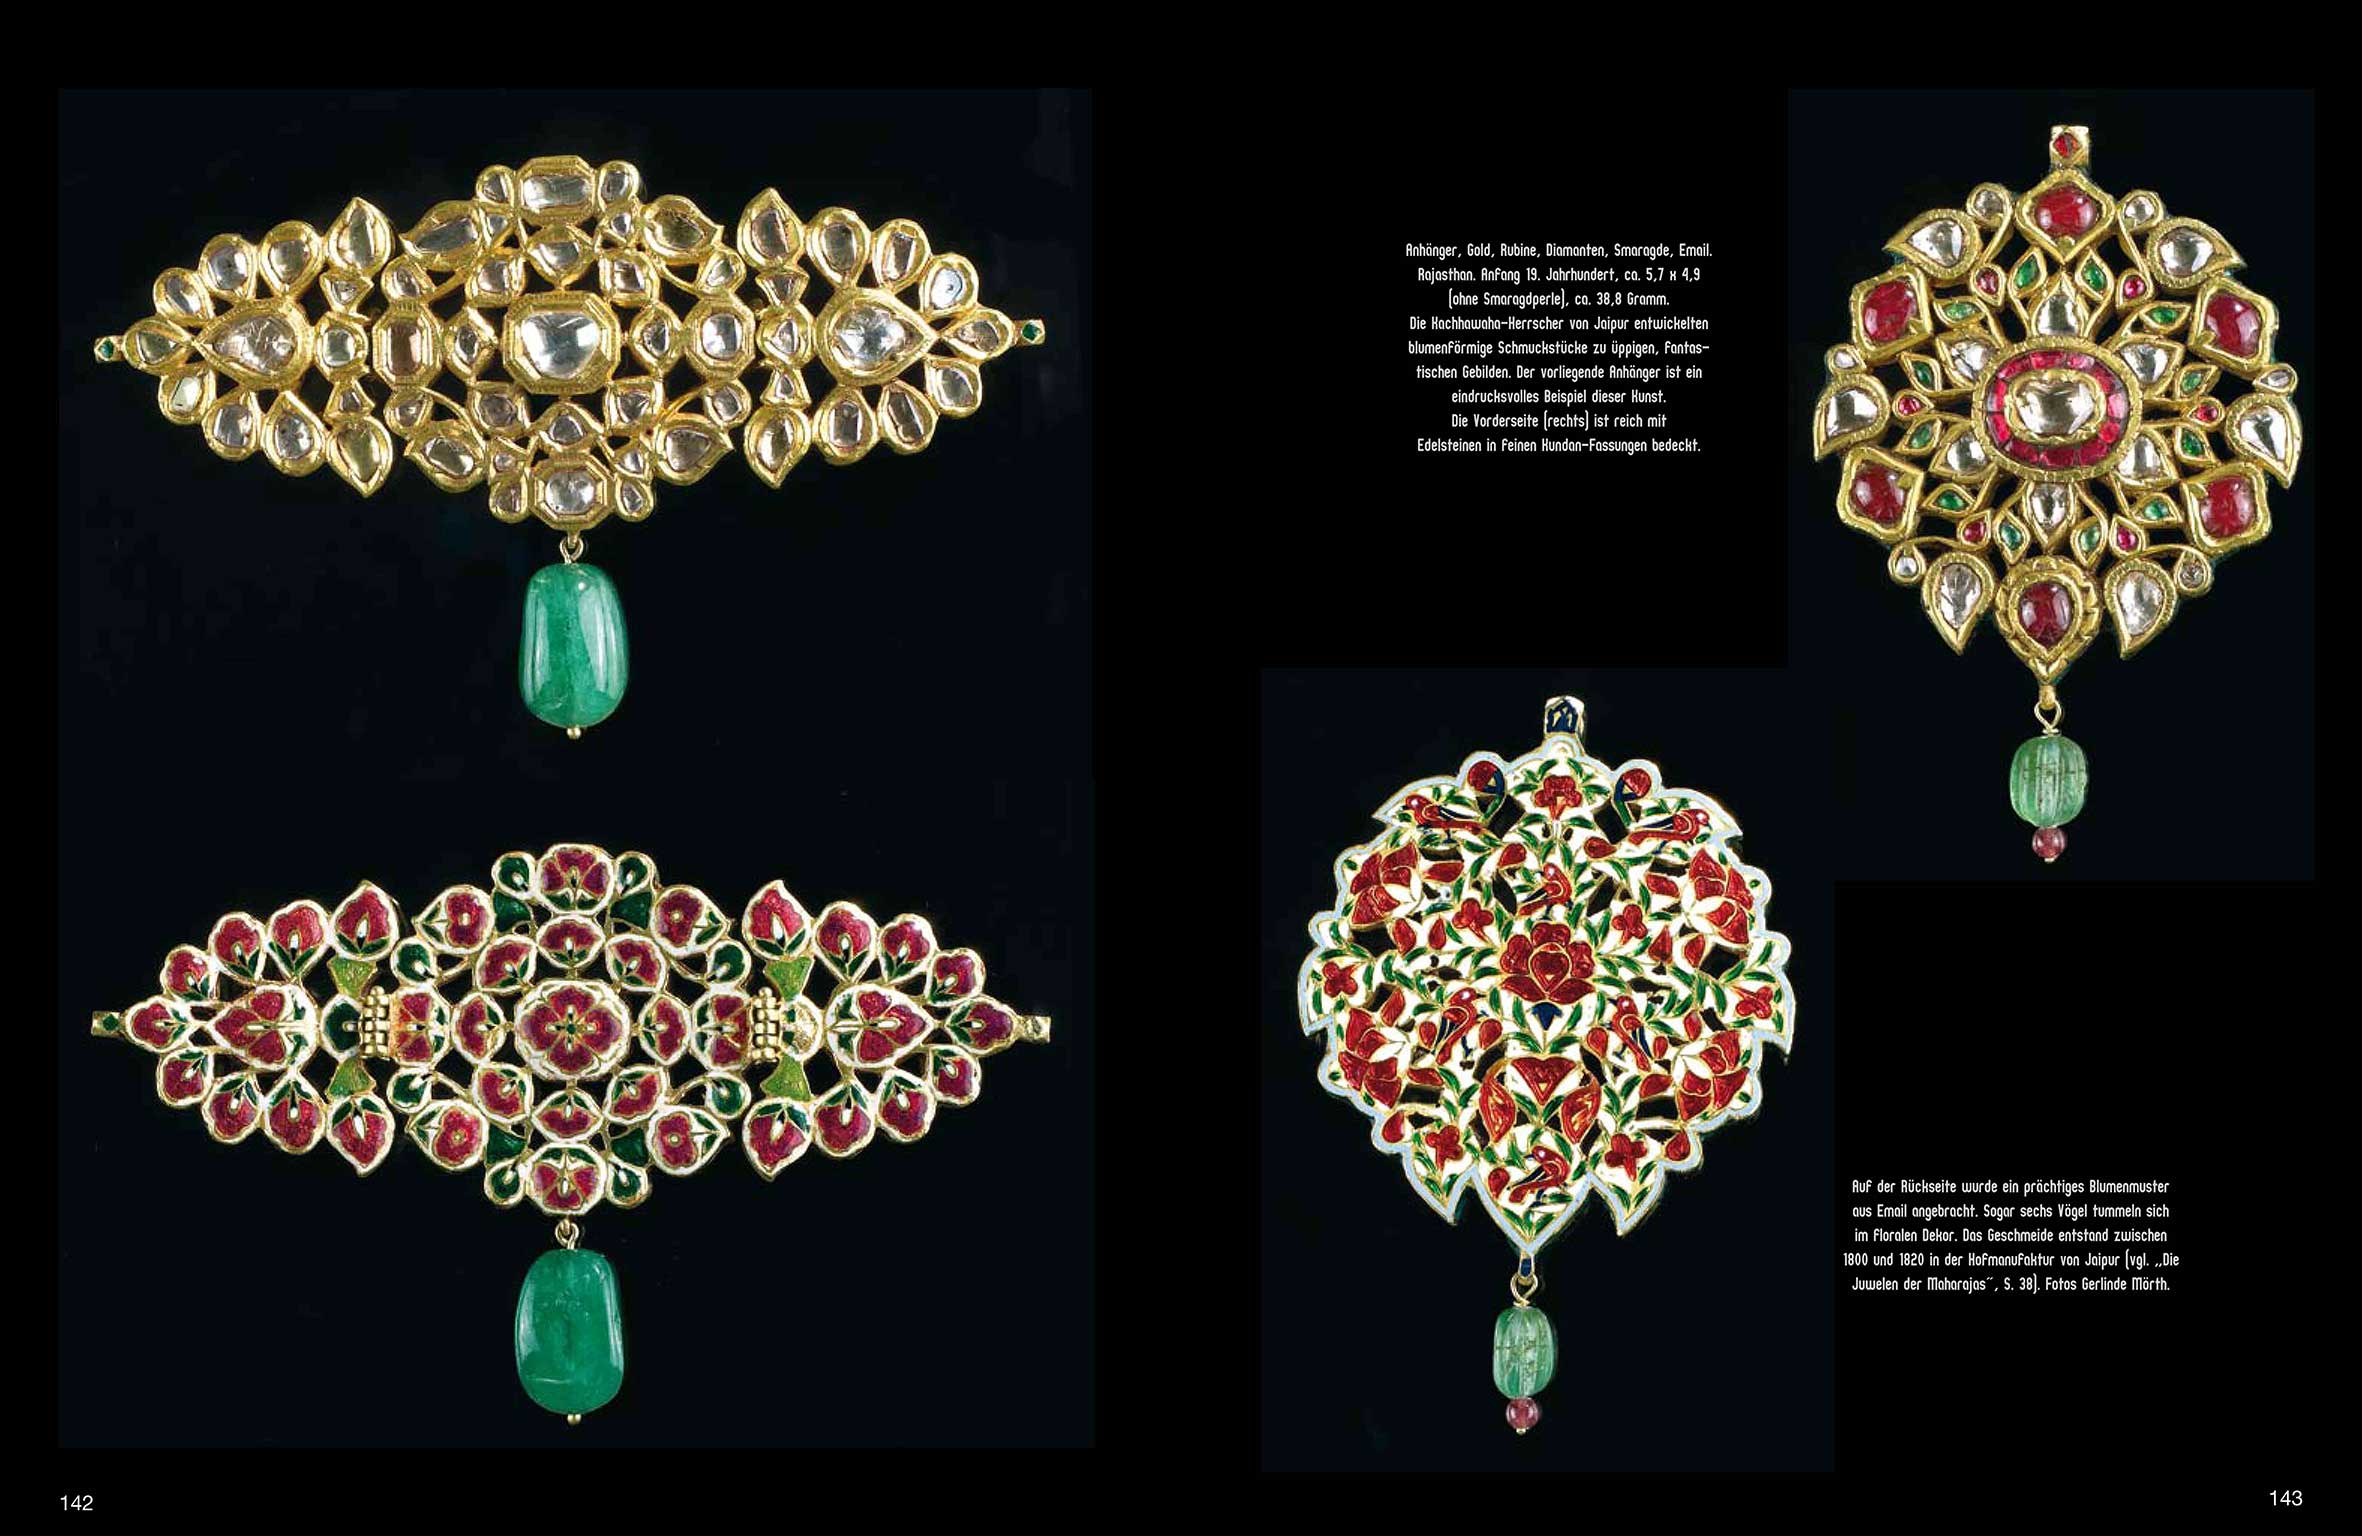 Anhänger, Gold, Rubine, Diamanten, Smaragde, Email.
Rajasthan. Anfang 19. Jahrhundert, ca. 5,7 x 4,9
(ohne Smaragdperle), ca. 38,8 Gramm.
Die Kachhawaha-Herrscher von Jaipur entwickelten
blumenförmige Schmuckstücke zu üppigen, fantas-
tischen Gebilden. Der vorliegende Anhänger ist ein
eindrucksvolles Beispiel dieser Kunst.
Die Vorderseite (rechts) ist reich mit
Edelsteinen in feinen Kundan-Fassungen bedeckt.
Auf der Rückseite wurde ein prächtiges Blumenmuster
aus Email angebracht. Sogar sechs Vögel tummeln sich
im floralen Dekor. Das Geschmeide entstand zwischen
1800 und 1820 in der Hofmanufaktur von Jaipur (vgl. „Die
Juwelen der Maharajas˝, S. 38). Fotos Gerlinde Mörth.
142
143